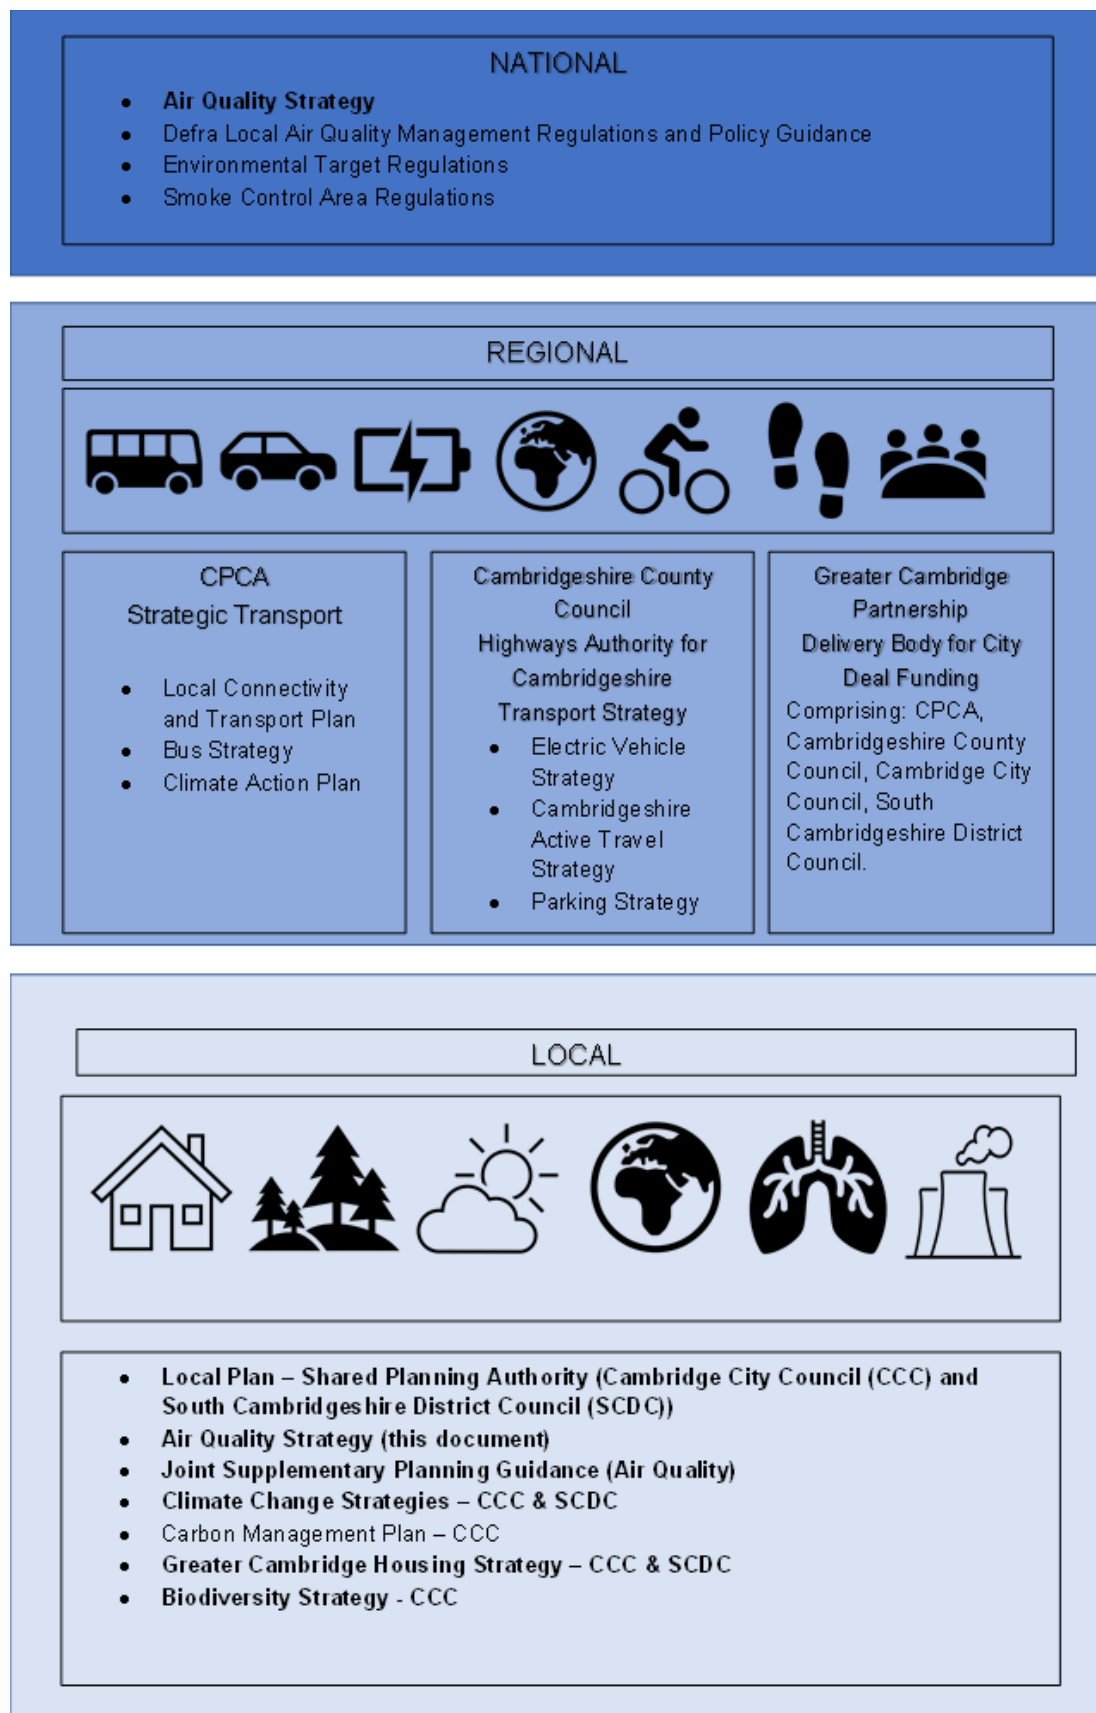 NATIONAL
● Air Quality Strategy
● Defra Local Air Quality Management Regulations and Policy Guidance
● Environmental Target Regulations
● Smoke Control Area Regulations
REGIONAL
CPCA
Strategic Transport
● Local Connectivity
and Transport Plan
● Bus Strategy
● Climate Action Plan
Cambridgeshire County
Council
Highways Authority for
Cambridgeshire
Transport Strategy
● Electric Vehicle
Strategy
● Cambridgeshire
Active Travel
Strategy
● Parking Strategy
Greater Cambridge
Partnership
Delivery Body for City
Deal Funding
Comprising: CPCA,
Cambridgeshire County
Council, Cambridge City
Council, South
Cambridgeshire District
Council.
LOCAL
● Local Plan – Shared Planning Authority (Cambridge City Council (CCC) and
South Cambridgeshire District Council (SCDC))
● Air Quality Strategy (this document)
● Joint Supplementary Planning Guidance (Air Quality)
● Climate Change Strategies – CCC & SCDC
● Carbon Management Plan – CCC
● Greater Cambridge Housing Strategy – CCC & SCDC
● Biodiversity Strategy - CCC